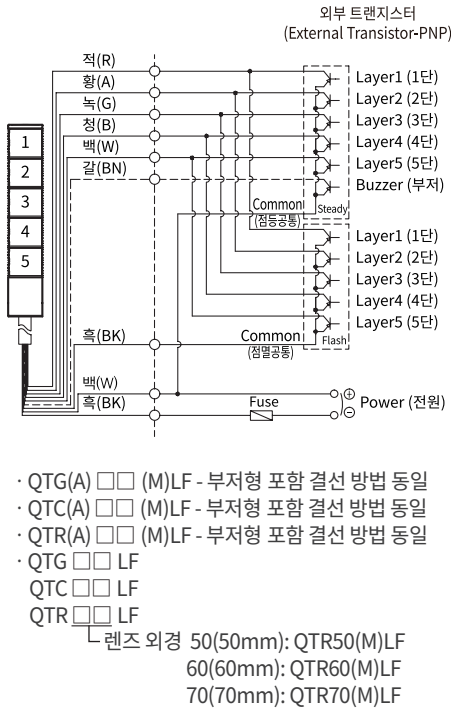 외부 트랜지스터
(External Transistor-PNP)
적(R)
황(A)
녹(G)
청(B)
백(W)
갈(BN)
Layer1 (1단)
Layer2 (2단)
Layer3 (3단)
Layer4 (4단)
Layer5 (5단)
Buzzer (부저)
Common
(점등공통)
Steady
1
2
3
4
5
Layer1 (1단)
Layer2 (2단)
Layer3 (3단)
Layer4 (4단)
Layer5 (5단)
흑(BK)
Common
(점멸공통)
Flash
백(W)
흑(BK)
Fuse
⊕
⊖
Power (전원)
· QTG(A) □□ (M)LF - 부저형 포함 결선 방법 동일
· QTC(A) □□ (M)LF - 부저형 포함 결선 방법 동일
· QTR(A) □□ (M)LF - 부저형 포함 결선 방법 동일
· QTG □□ LF
QTC □□ LF
QTR □□ LF
렌즈 외경 50(50mm): QTR50(M)LF
60(60mm): QTR60(M)LF
70(70mm): QTR70(M)LF